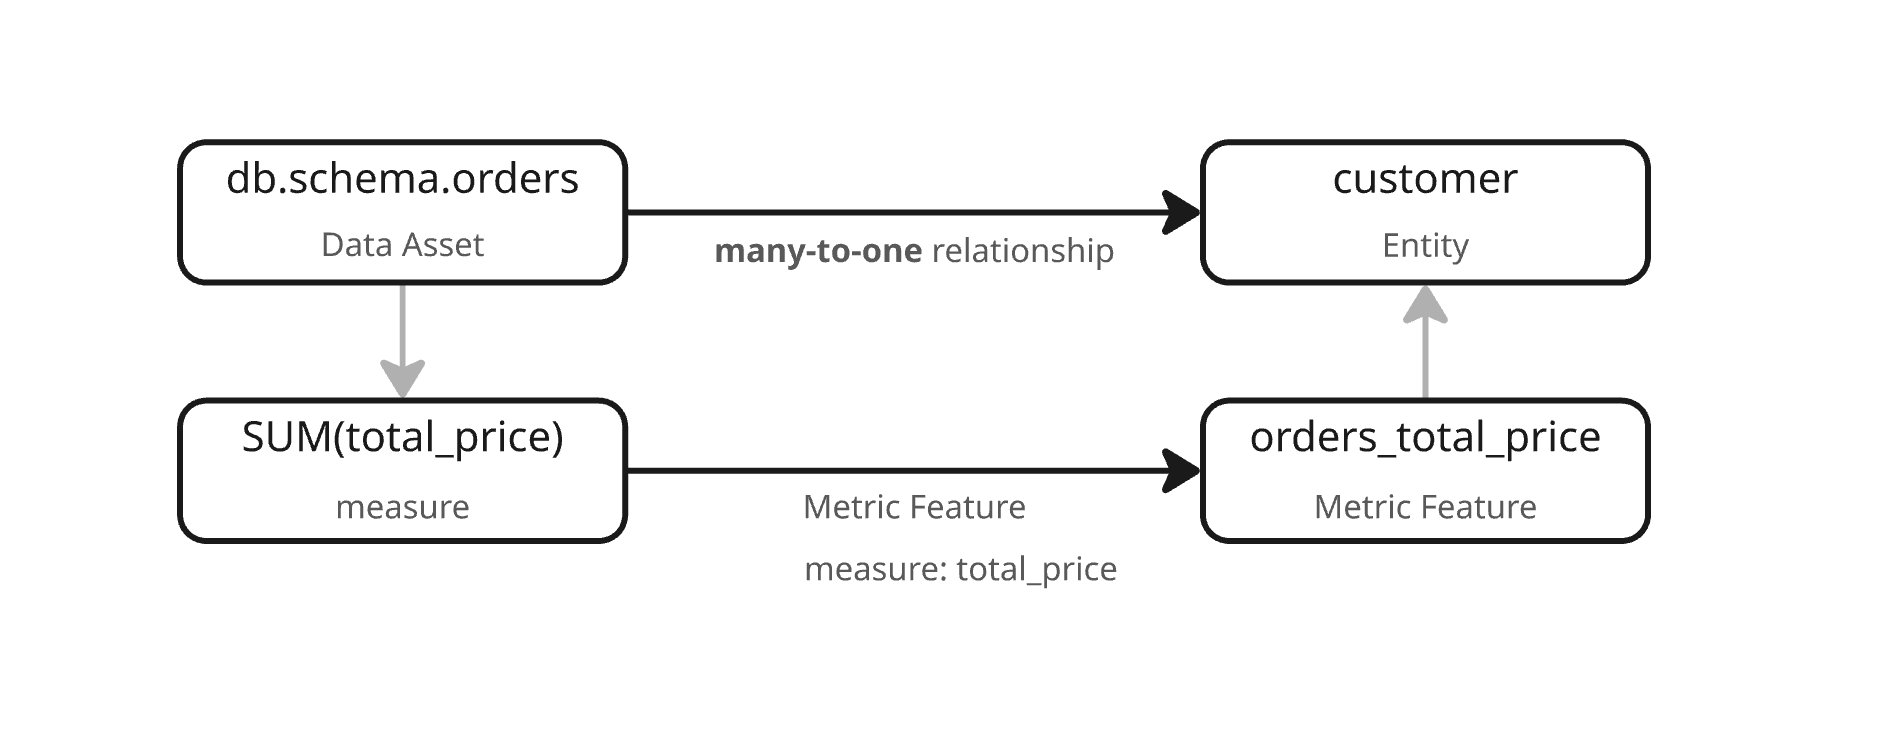 db.schema.orders
Data Asset
many-to-one relationship
customer
Entity
SUM(total_price)
measure
Metric Feature
measure: total_price
orders_total_price
Metric Feature